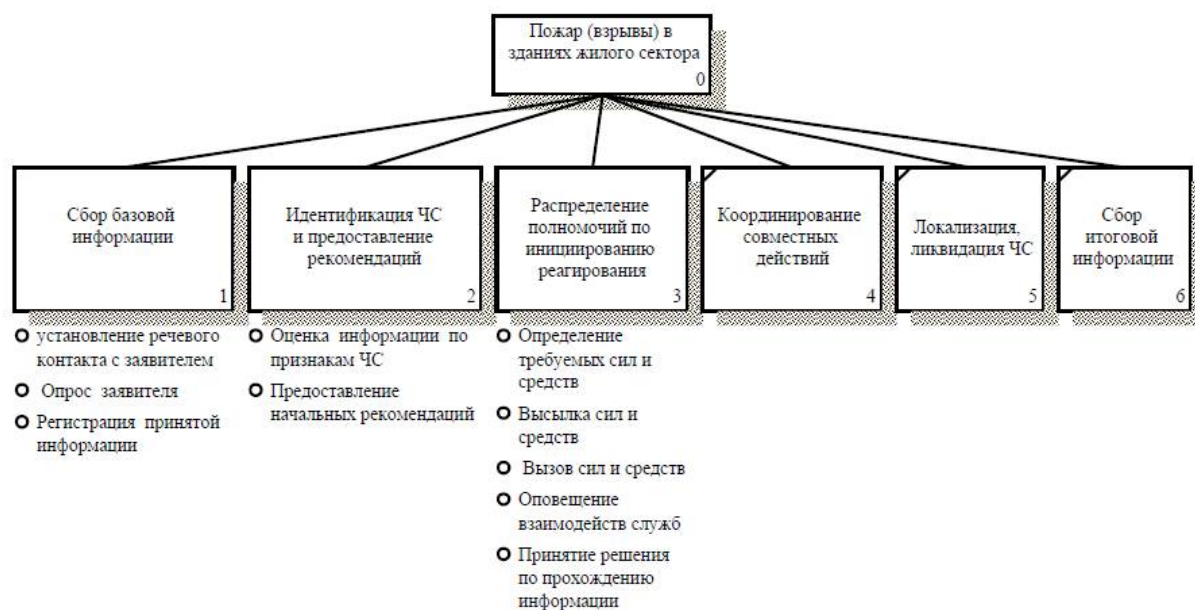 Пожар (взрывы) в
зданиях жилого сектора
0
Сбор базовой
информации
1
Идентификация ЧС
и предоставление
рекомендаций
2
Распределение
полномочий по
инициированию
реагирования
3
Координирование
совместных
действий
4
Локализация,
ликвидация ЧС
5
Сбор
итоговой
информации
6
установление речевого
контакта с заявителем
Опрос заявителя
Регистрация принятой
информации
Оценка информации по
признакам ЧС
Предоставление
начальных рекомендаций
Определение
требуемых сил и
средств
Высылка сил и
средств
Вызов сил и средств
Оповещение
взаимодейств служб
Принятие решения
по прохождению
информации